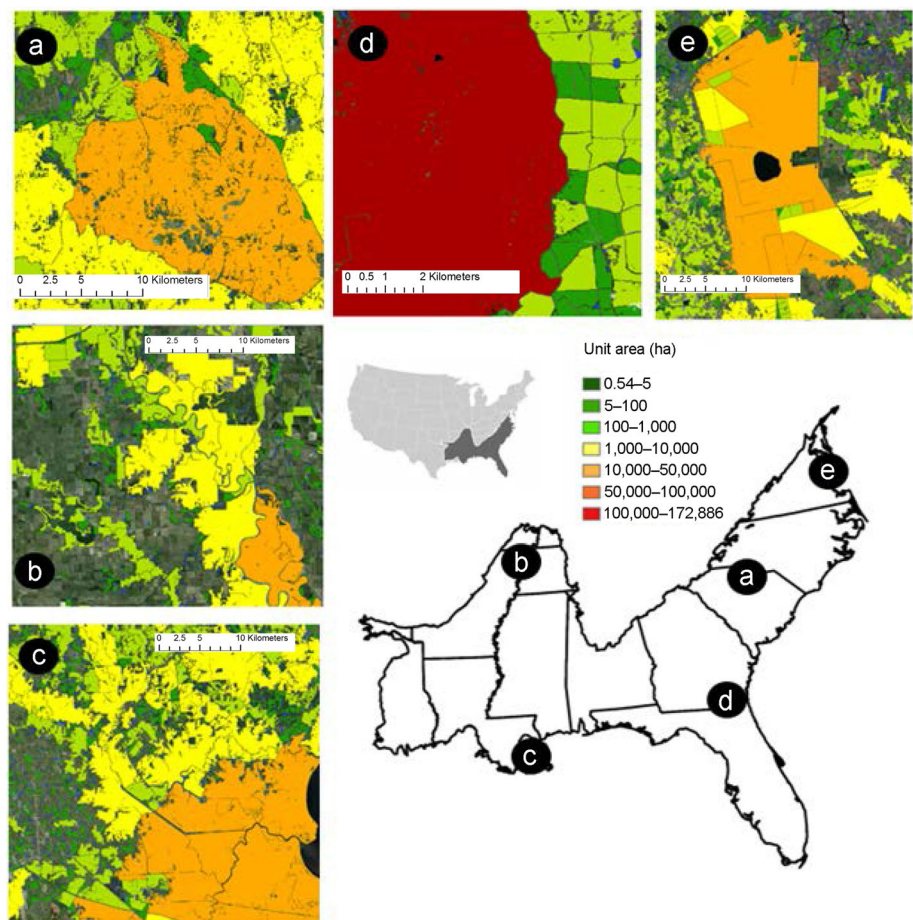 a
0 2.5 5 10 Kilometers
d
0 0.5 1 2 Kilometers
e
0 2.5 5 10 Kilometers
0 2.5 5 10 Kilometers
b
c
0 2.5 5 10 Kilometers
Unit area (ha)
0.54–5
5–100
100–1,000
1,000–10,000
10,000–50,000
50,000–100,000
100,000–172,886
e
b
a
d
c